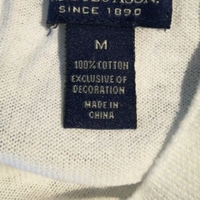 SINCE 1890
M
100% COTTON
EXCLUSIVE OF
DECORATION
MADE IN
CHINA